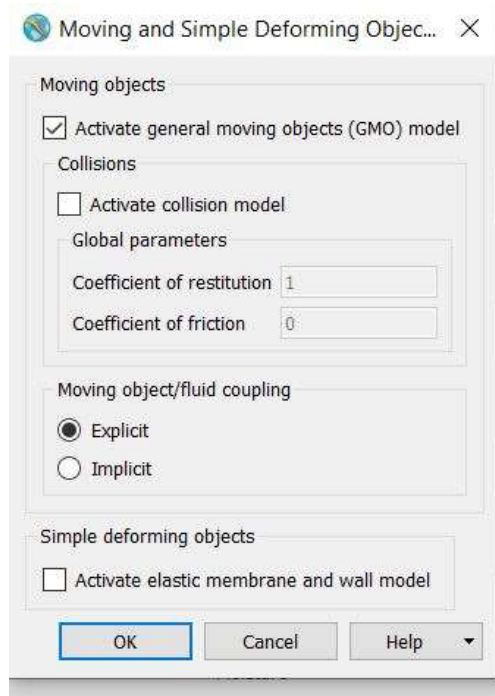 Moving and Simple Deforming Objec...
Moving objects
Activate general moving objects (GMO) model
Collisions
Activate collision model
Global parameters
Coefficient of restitution 1
Coefficient of friction 0
Moving object/fluid coupling
Explicit
Implicit
Simple deforming objects
Activate elastic membrane and wall model
OK Cancel Help